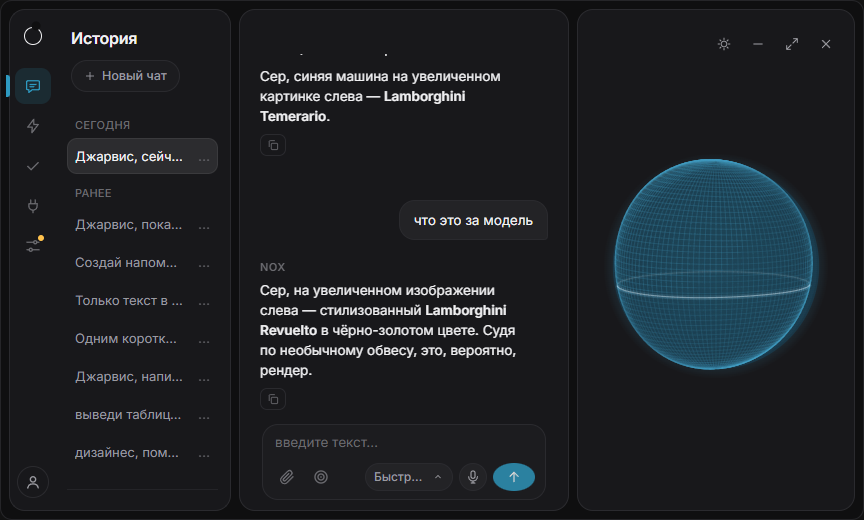 История
+ Новый чат
СЕГОДНЯ
Джарвис, сейч... ...
РАНЕЕ
Джарвис, пока... ...
Создай напом... ...
Только текст в ... ...
Одним коротк... ...
Джарвис, напи... ...
выведи таблиц... ...
дизайнес, пом... ...
Сер, синяя машина на увеличенном
картинке слева — Lamborghini
Temerario.
что это за модель
NOX
Сер, на увеличенном изображении
слева — стилизованный Lamborghini
Revuelto в чёрно-золотом цвете. Судя
по необычному обвесу, это, вероятно,
рендер.
введите текст...
Быстр...